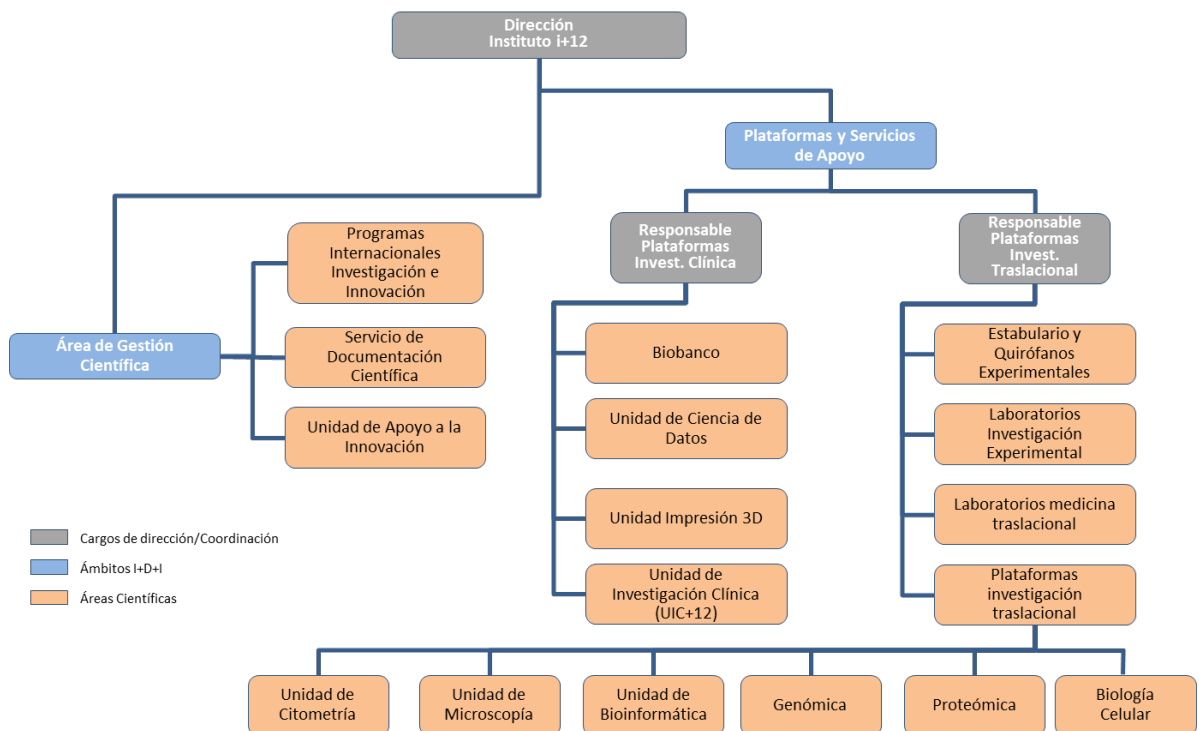 Dirección
Instituto i+12
Plataformas y Servicios
de Apoyo
Responsable
Plataformas
Invest. Clínica
Responsable
Plataformas
Invest.
Traslacional
Programas
Internacionales
Investigación e
Innovación
Área de Gestión
Científica
Servicio de
Documentación
Científica
Unidad de Apoyo a la
Innovación
Biobanco
Unidad de Ciencia de
Datos
Unidad Impresión 3D
Unidad de
Investigación Clínica
(UIC+12)
Estabulario y
Quirófanos
Experimentales
Laboratorios
Investigación
Experimental
Laboratorios medicina
traslacional
Plataformas
investigación
traslacional
Cargos de dirección/Coordinación
Ámbitos I+D+I
Áreas Científicas
Unidad de
Citometría
Unidad de
Microscopía
Unidad de
Bioinformática
Genómica
Proteómica
Biología
Celular